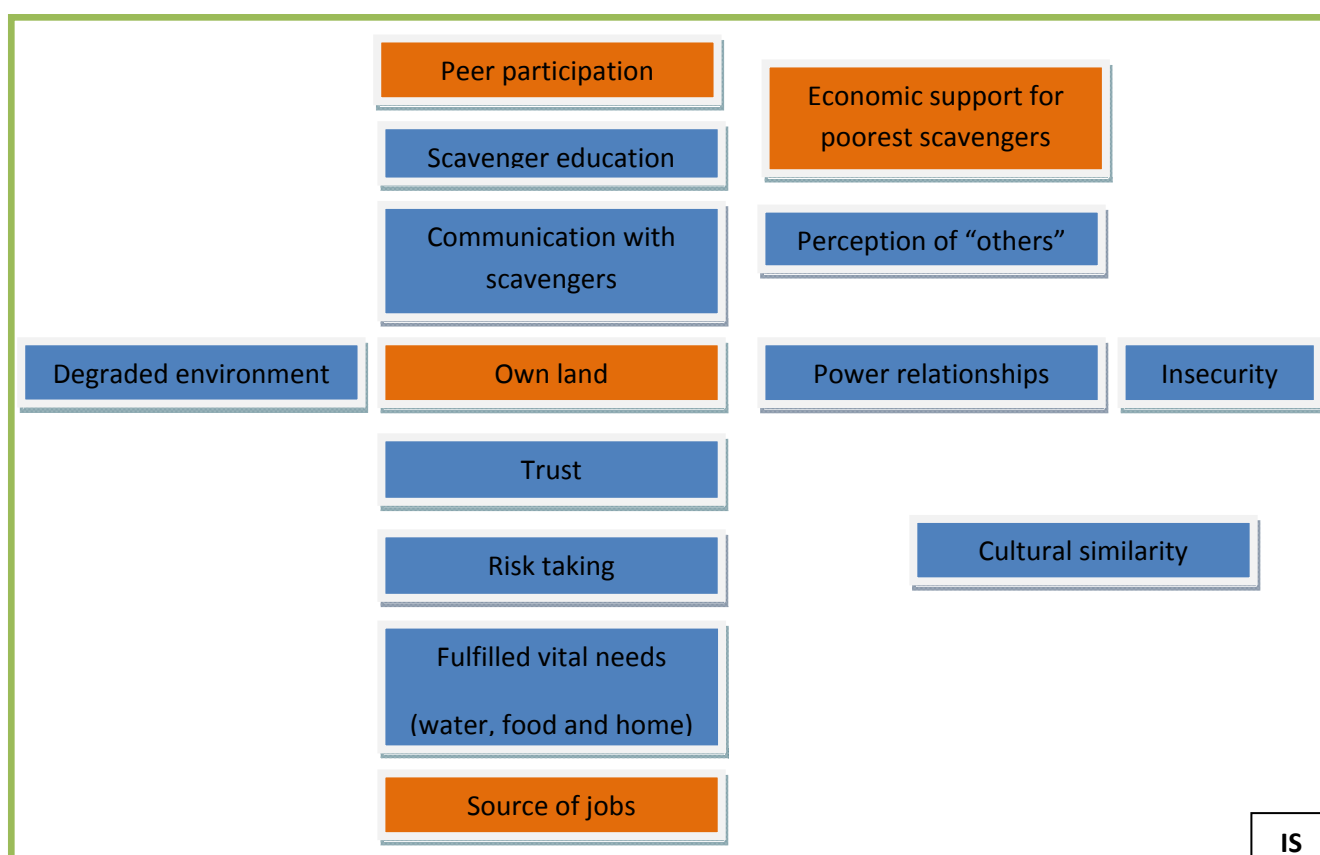 Peer participation
Economic support for
poorest scavengers
Scavenger education
Communication with
scavengers
Perception of “others”
Degraded environment
Own land
Power relationships
Insecurity
Trust
Cultural similarity
Risk taking
Fulfilled vital needs
(water, food and home)
Source of jobs
IS